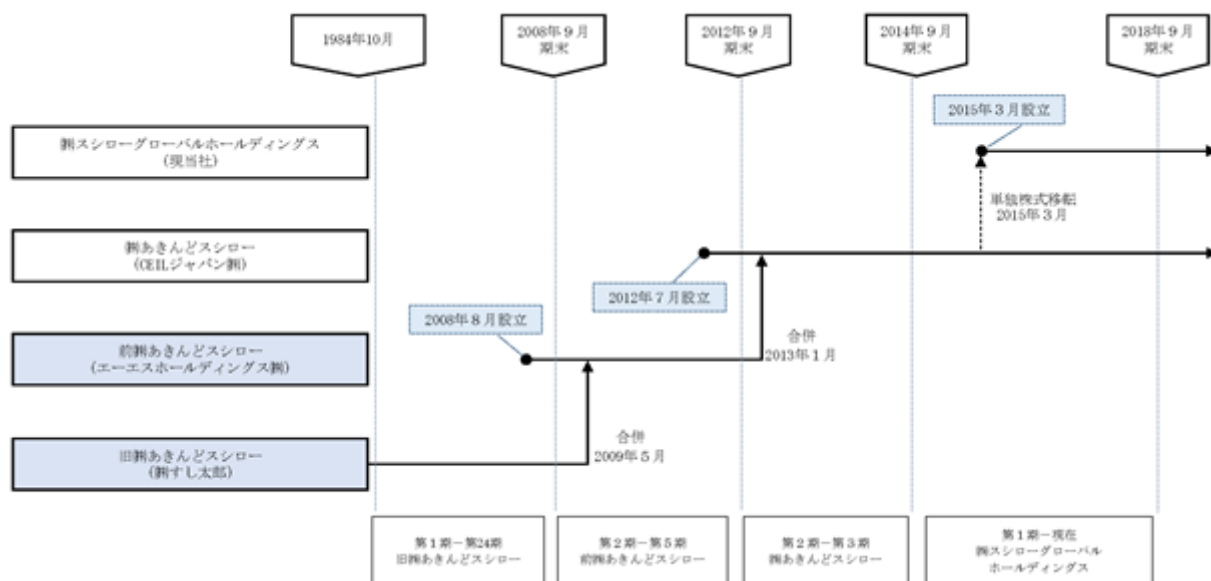 1984年10月
2008年9月
期末
2012年9月
期末
2014年9月
期末
2018年9月
期末
2015年3月設立
㈱スシローグローバルホールディングス
(現当社)
単独株式移転
2015年3月
㈱あきんどスシロー
(CEILジャパン㈱)
2012年7月設立
2008年8月設立
前㈱あきんどスシロー
(エーエスホールディングス㈱)
合併
2013年1月
旧㈱あきんどスシロー
(㈱すし太郎)
合併
2009年5月
第1期－第24期
旧㈱あきんどスシロー
第2期－第5期
前㈱あきんどスシロー
第2期－第3期
㈱あきんどスシロー
第1期－現在
㈱スシローグローバル
ホールディングス